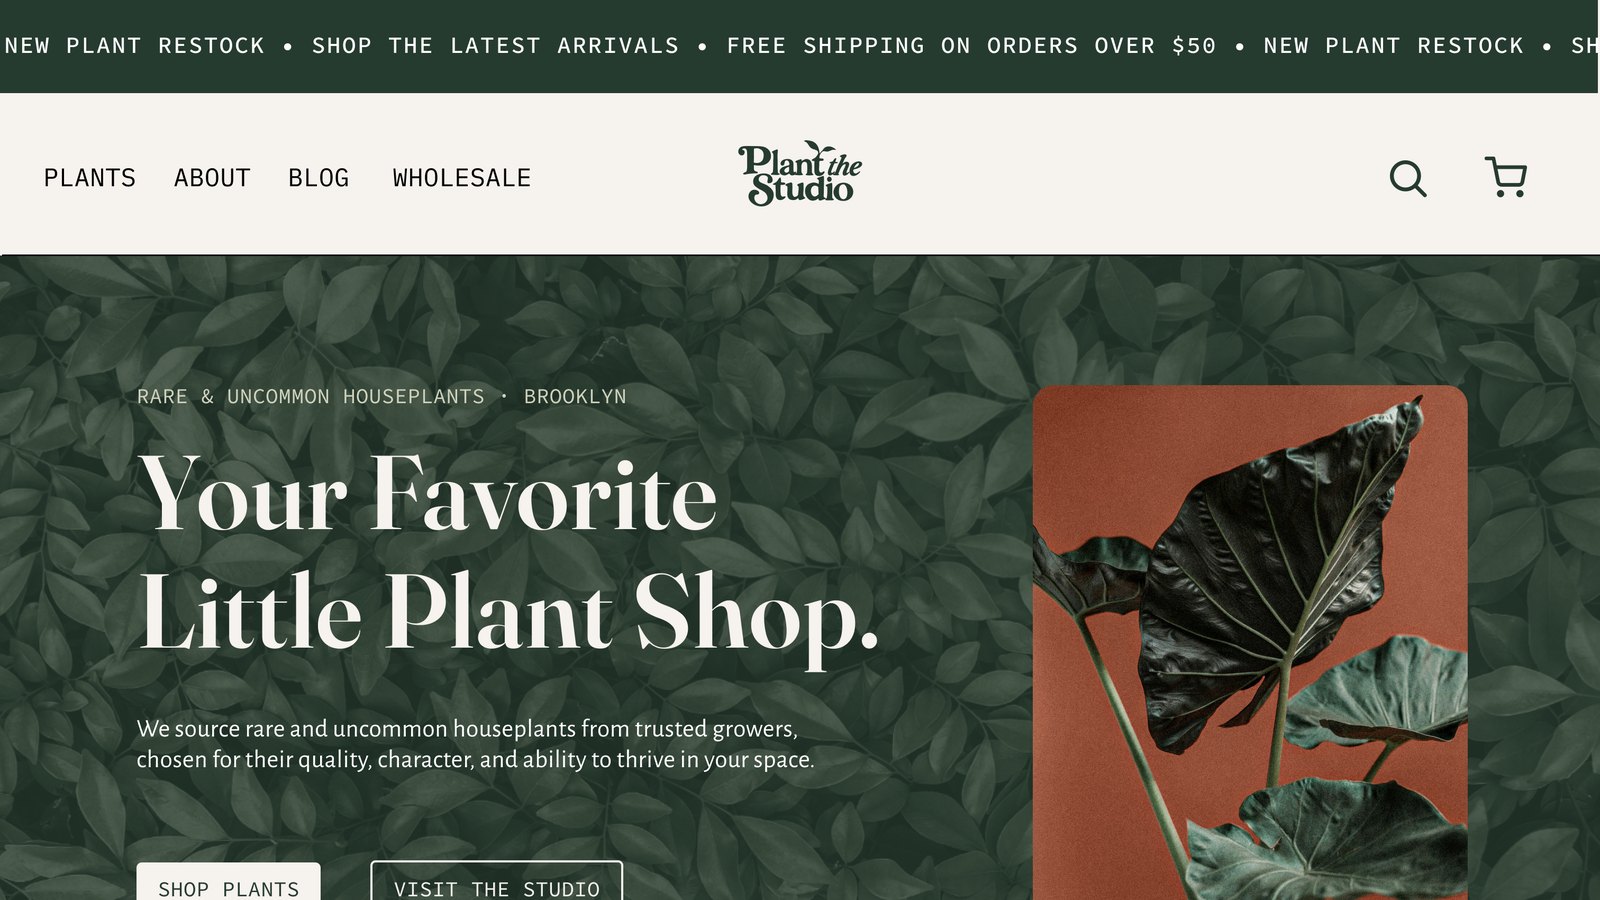 NEW PLANT RESTOCK • SHOP THE LATEST ARRIVALS • FREE SHIPPING ON ORDERS OVER $50 • NEW PLANT RESTOCK • SH
PLANTS ABOUT BLOG WHOLESALE
Plant the
Studio
RARE & UNCOMMON HOUSEPLANTS · BROOKLYN
Your Favorite
Little Plant Shop.
We source rare and uncommon houseplants from trusted growers,
chosen for their quality, character, and ability to thrive in your space.
SHOP PLANTS VISIT THE STUDIO